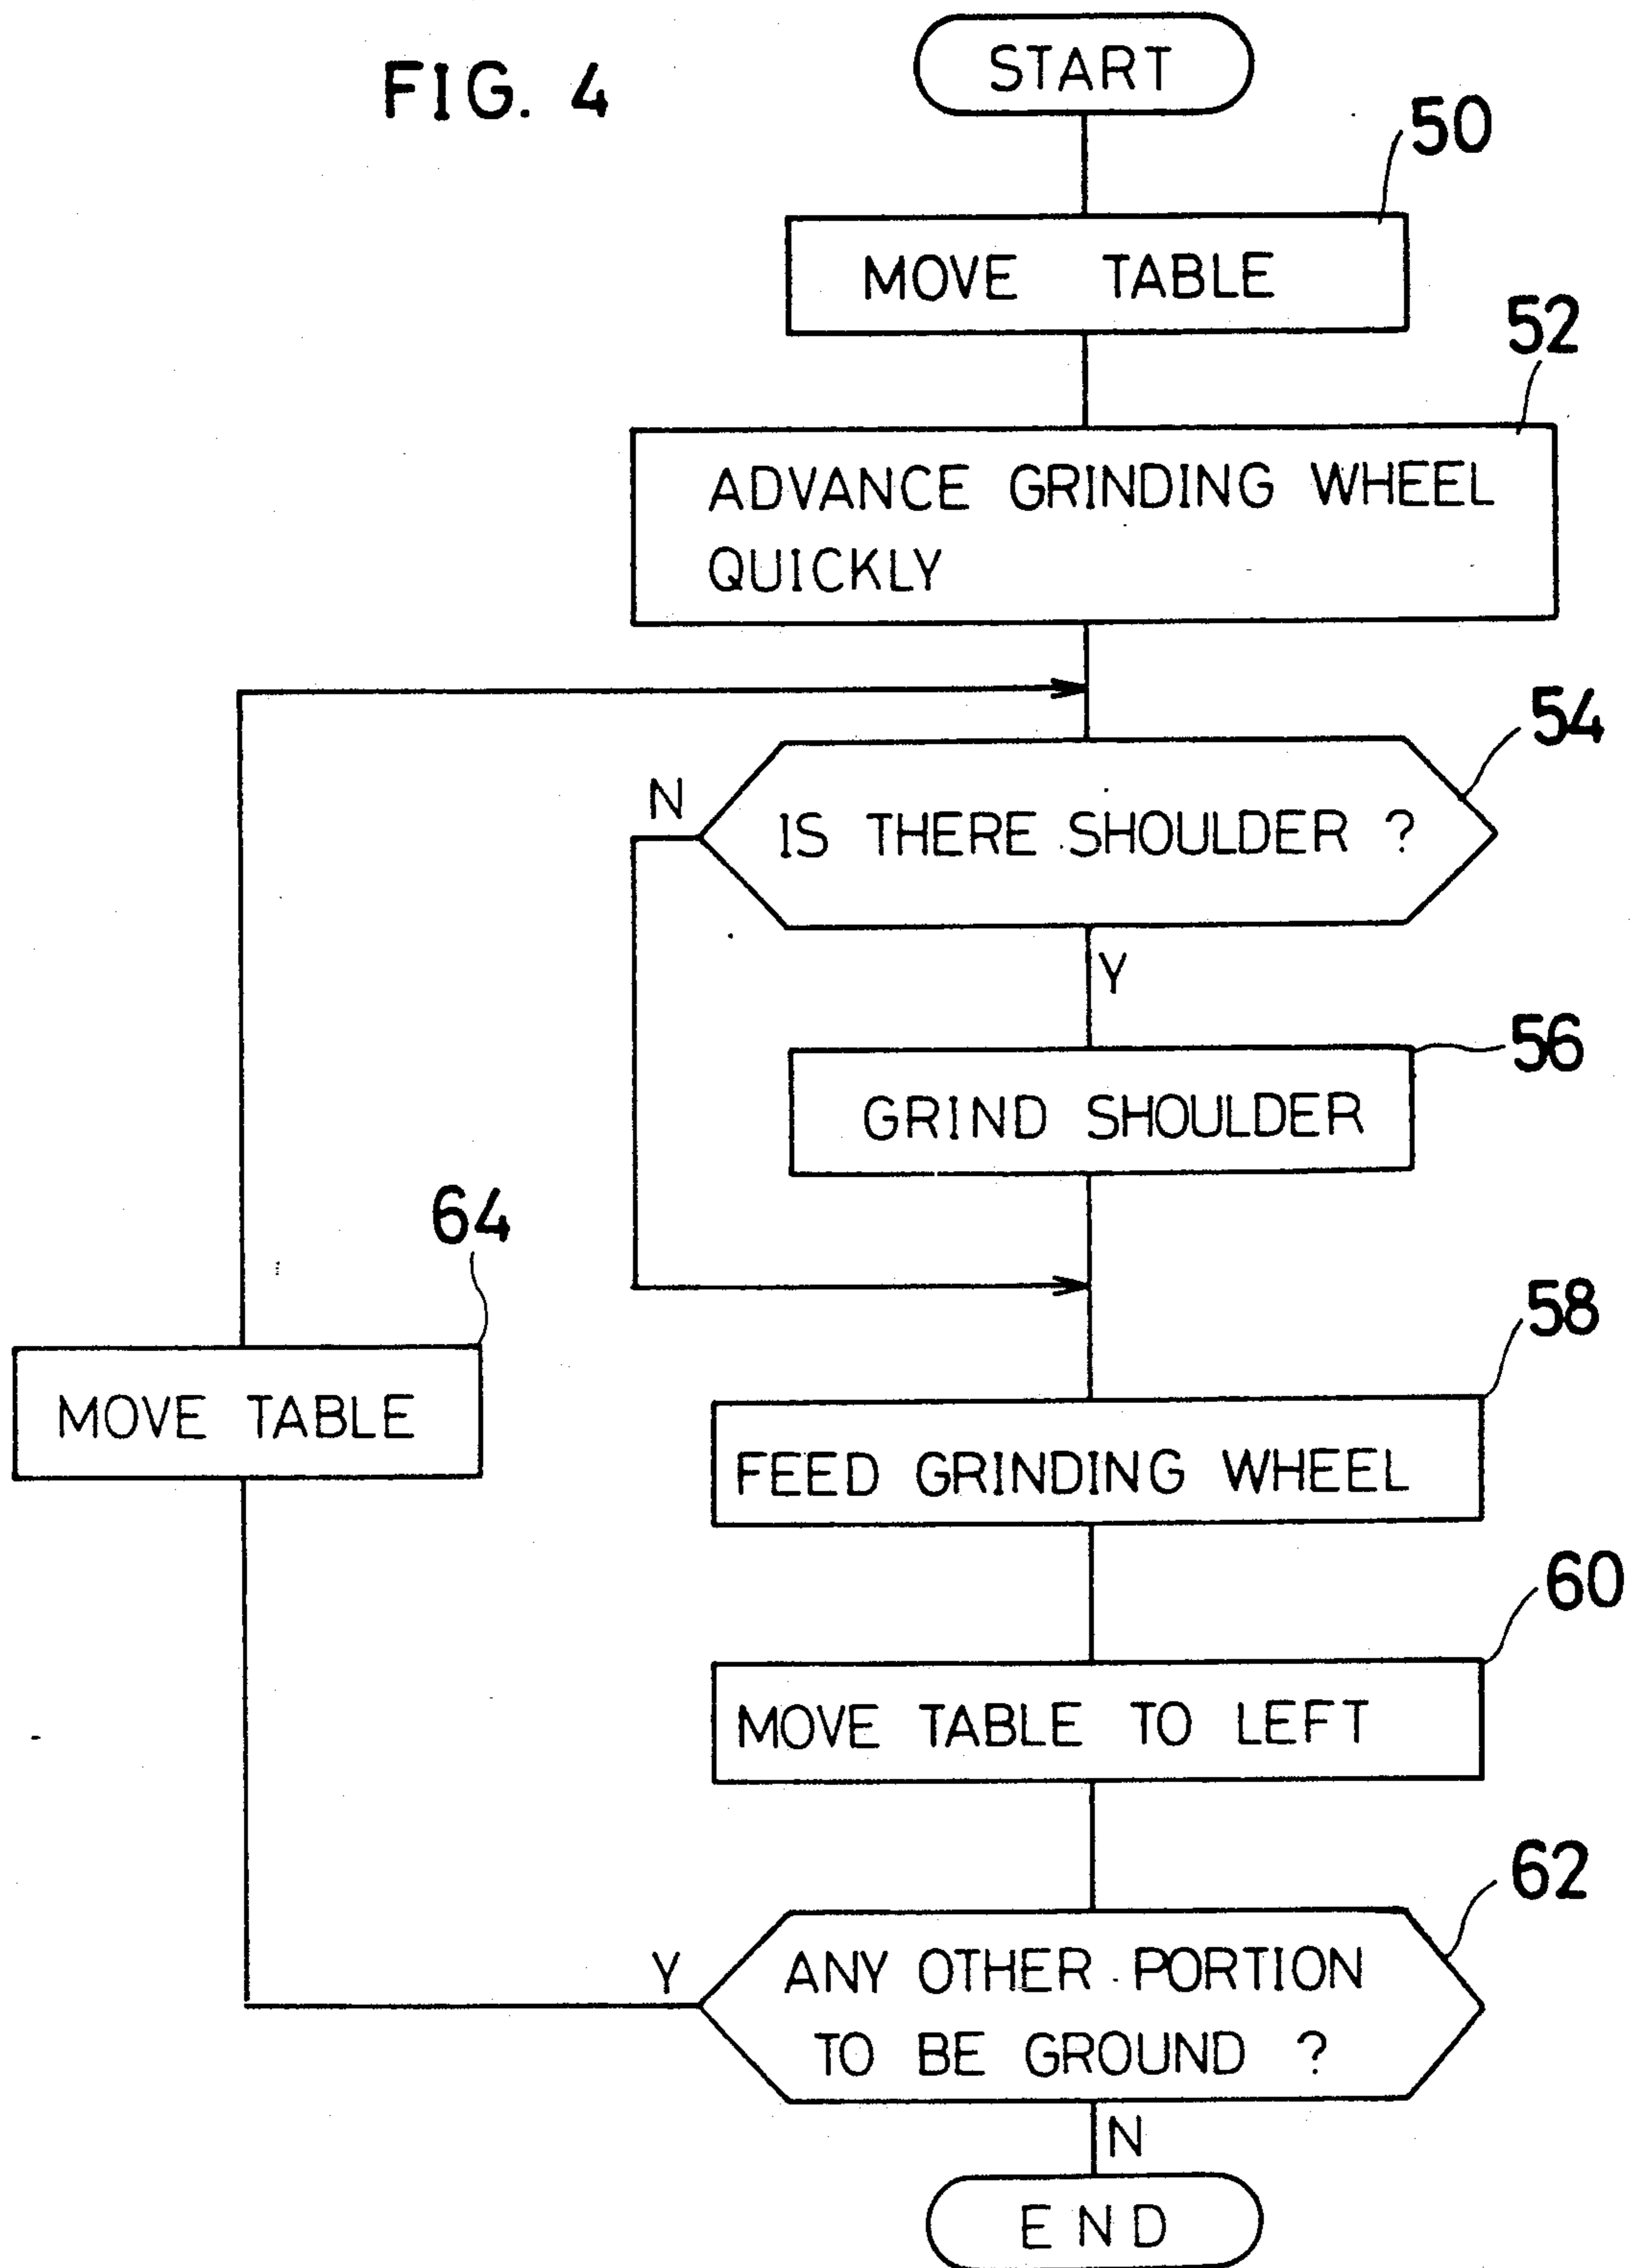 FIG. 4
START
50
MOVE TABLE
52
ADVANCE GRINDING WHEEL
QUICKLY
54
N
IS THERE SHOULDER ?
Y
56
GRIND SHOULDER
64
58
MOVE TABLE
FEED GRINDING WHEEL
60
MOVE TABLE TO LEFT
62
Y
ANY OTHER PORTION
TO BE GROUND ?
N
END